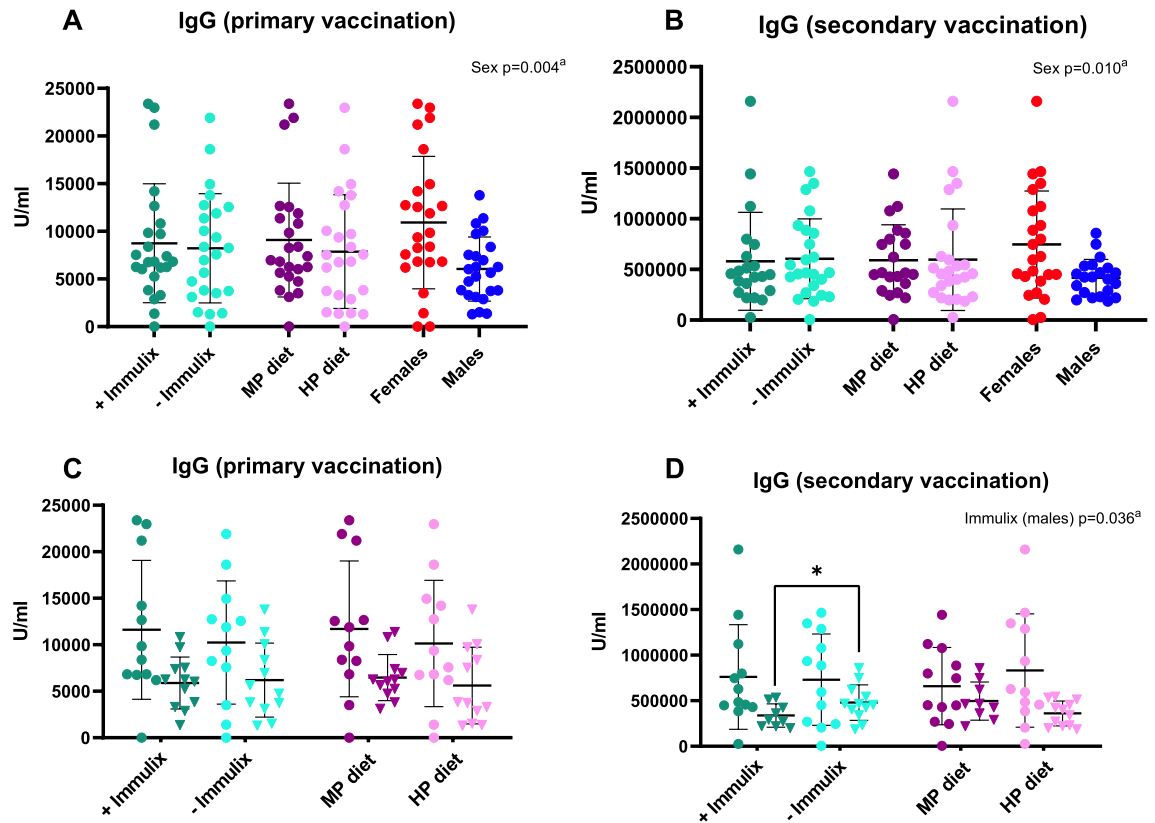 A
IgG (primary vaccination)
Sex p=0.004a
U/ml
25000
20000
15000
10000
5000
0
+ Immulix
- Immulix
MP diet
HP diet
Females
Males
B
IgG (secondary vaccination)
Sex p=0.010a
U/ml
2500000
2000000
1500000
1000000
500000
0
+ Immulix
- Immulix
MP diet
HP diet
Females
Males
C
IgG (primary vaccination)
U/ml
25000
20000
15000
10000
5000
0
+ Immulix
- Immulix
MP diet
HP diet
D
IgG (secondary vaccination)
Immulix (males) p=0.036a
*
U/ml
2500000
2000000
1500000
1000000
500000
0
+ Immulix
- Immulix
MP diet
HP diet